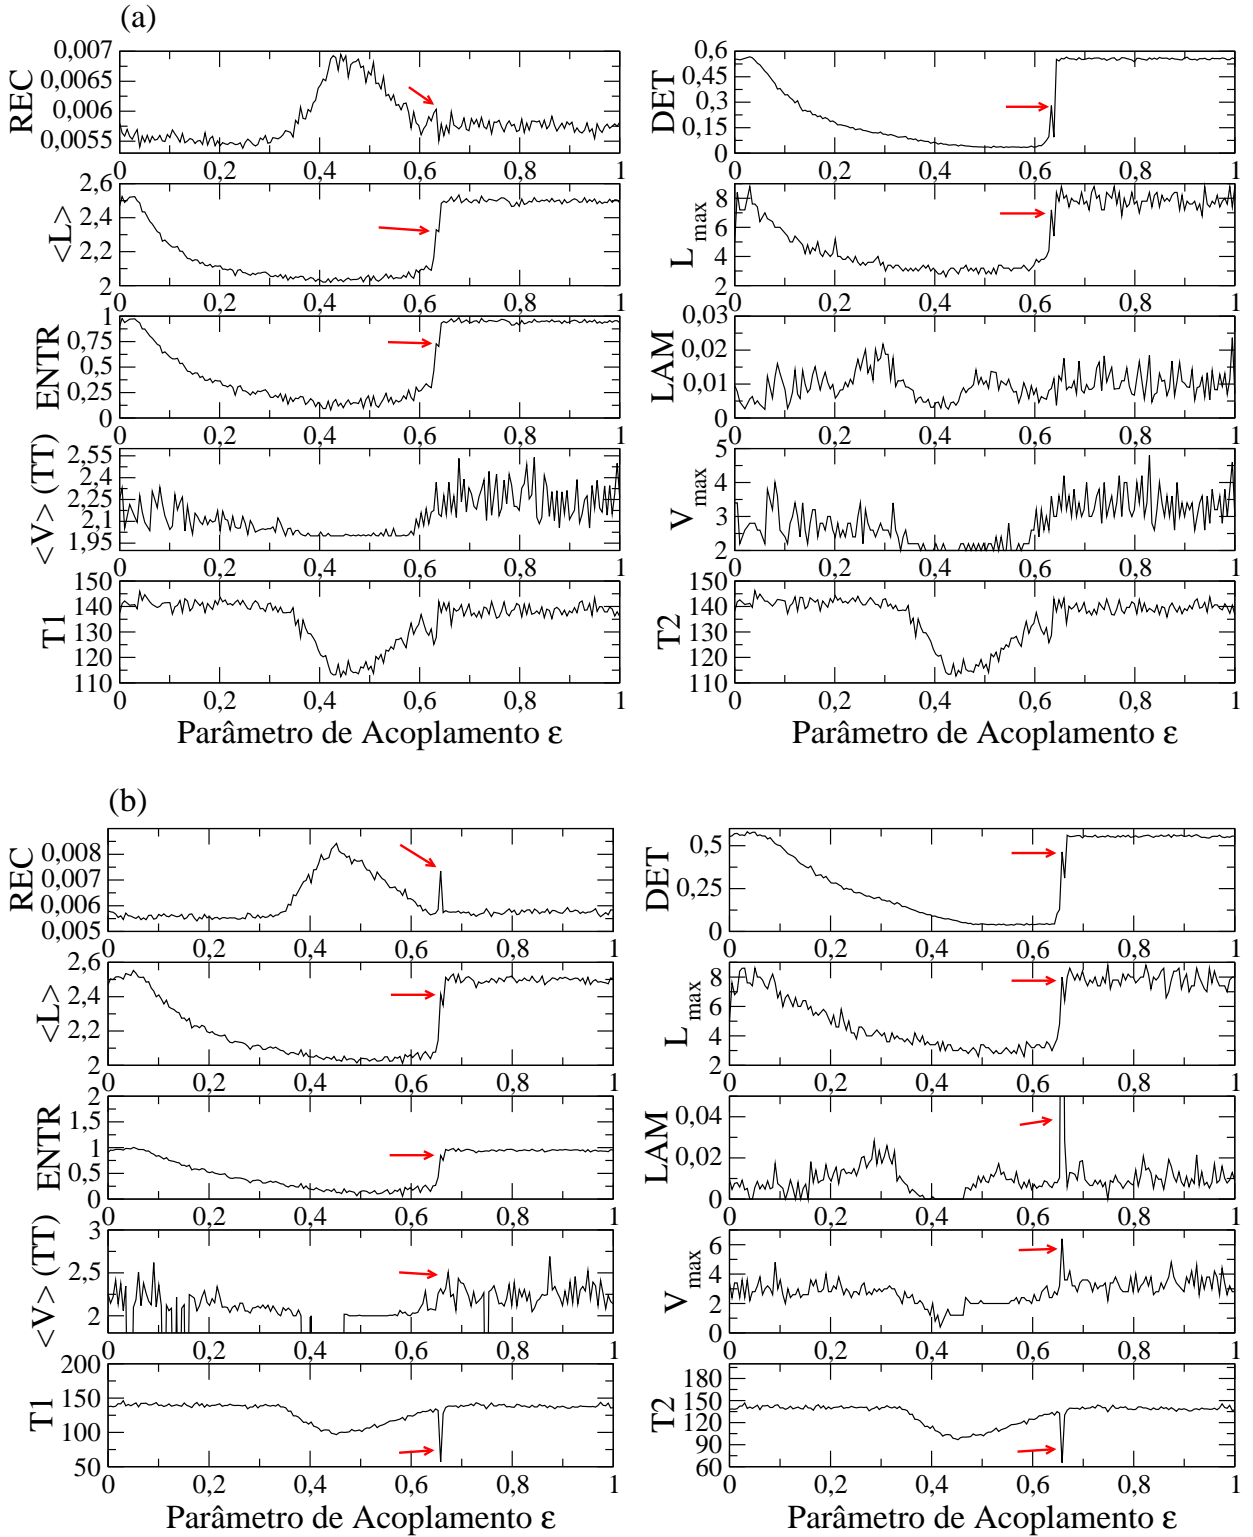 (a)
REC
0,007
0,0065
0,006
0,0055
0 0,2 0,4 0,6 0,8 1
DET
0,6
0,45
0,3
0,15
0
0 0,2 0,4 0,6 0,8 1
<L>
2,6
2,4
2,2
2
0 0,2 0,4 0,6 0,8 1
L max
8
6
4
2
0 0,2 0,4 0,6 0,8 1
ENTR
1
0,75
0,5
0,25
0
0 0,2 0,4 0,6 0,8 1
LAM
0,03
0,02
0,01
0
0 0,2 0,4 0,6 0,8 1
<V> (TT)
2,55
2,4
2,25
2,1
1,95
0 0,2 0,4 0,6 0,8 1
V max
5
4
3
2
0 0,2 0,4 0,6 0,8 1
T1
150
140
130
120
110
0 0,2 0,4 0,6 0,8 1
Parâmetro de Acoplamento ε
T2
150
140
130
120
110
0 0,2 0,4 0,6 0,8 1
Parâmetro de Acoplamento ε
(b)
REC
0,008
0,007
0,006
0,005
0 0,2 0,4 0,6 0,8 1
DET
0,5
0,25
0
0 0,2 0,4 0,6 0,8 1
<L>
2,6
2,4
2,2
2
0 0,2 0,4 0,6 0,8 1
L max
8
6
4
2
0 0,2 0,4 0,6 0,8 1
ENTR
2
1,5
1
0,5
0
0 0,2 0,4 0,6 0,8 1
LAM
0,04
0,02
0
0 0,2 0,4 0,6 0,8 1
<V> (TT)
3
2,5
2
0 0,2 0,4 0,6 0,8 1
V max
6
4
2
0
0 0,2 0,4 0,6 0,8 1
T1
200
150
100
50
0 0,2 0,4 0,6 0,8 1
Parâmetro de Acoplamento ε
T2
180
150
120
90
60
0 0,2 0,4 0,6 0,8 1
Parâmetro de Acoplamento ε